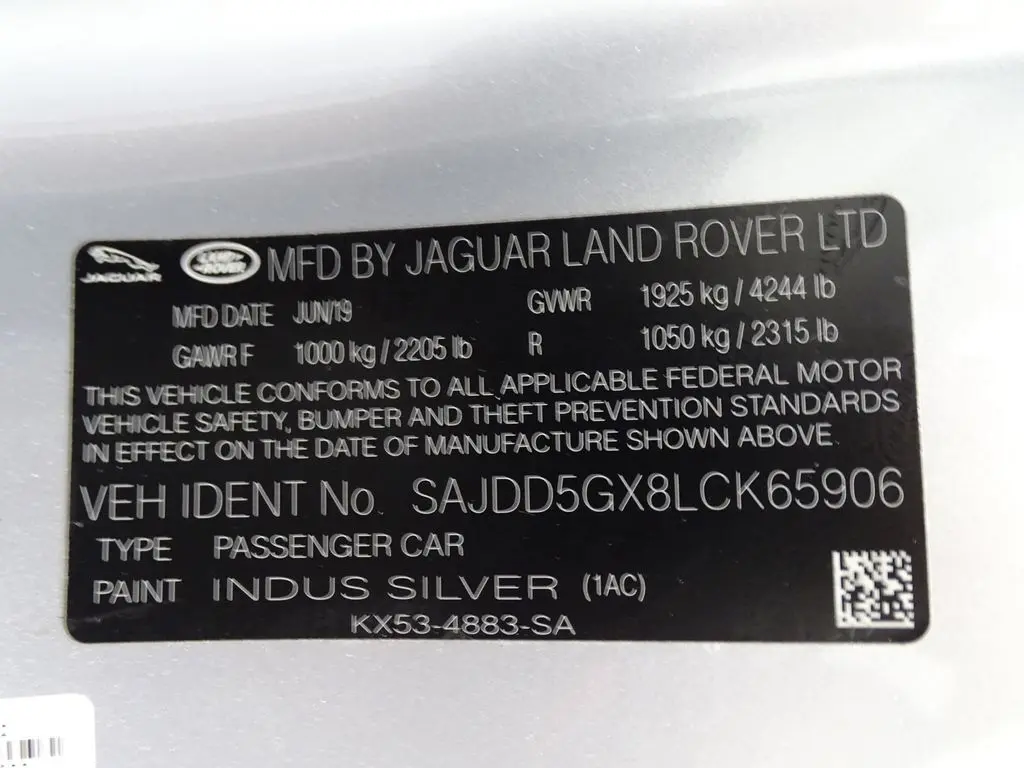 JAGUAR LAND ROVER MFD BY JAGUAR LAND ROVER LTD
MFD DATE JUN/19 GVWR 1925 kg / 4244 lb
GAWR F 1000 kg / 2205 lb R 1050 kg / 2315 lb
THIS VEHICLE CONFORMS TO ALL APPLICABLE FEDERAL MOTOR
VEHICLE SAFETY, BUMPER AND THEFT PREVENTION STANDARDS
IN EFFECT ON THE DATE OF MANUFACTURE SHOWN ABOVE.
VEH IDENT No. SAJDD5GX8LCK65906
TYPE PASSENGER CAR
PAINT INDUS SILVER (1AC)
KX53-4883-SA